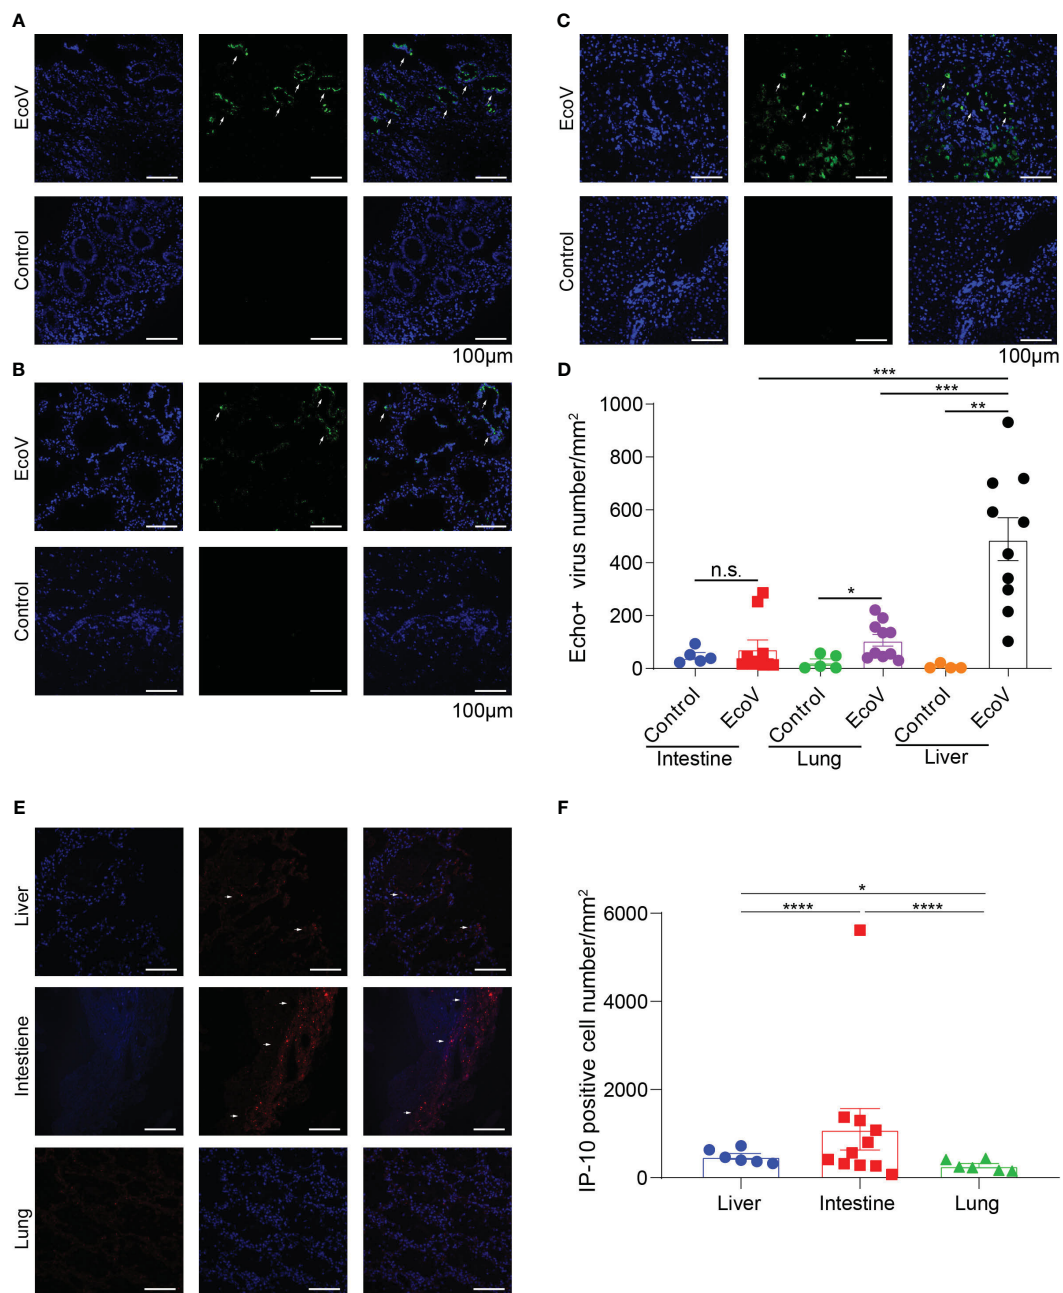 A
EcoV
Control
100µm
B
EcoV
Control
100µm
C
EcoV
Control
100µm
D
Echo+ virus number/mm²
1000
800
600
400
200
0
n.s.
*
***
***
**
Control
EcoV
Control
EcoV
Control
EcoV
Intestine
Lung
Liver
E
Liver
Intestiene
Lung
F
IP-10 positive cell number/mm²
6000
4000
2000
0
*
****
****
Liver
Intestine
Lung